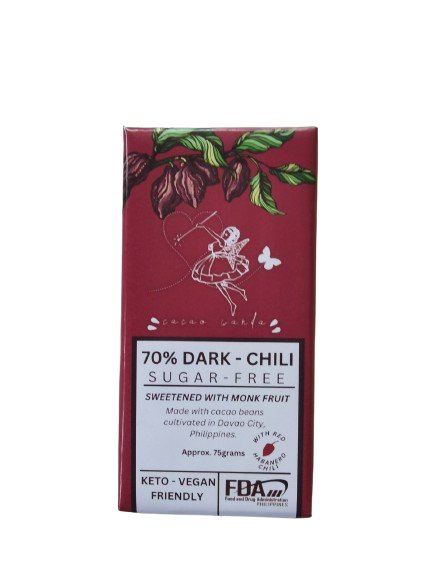 cacao wanda
70% DARK - CHILI
SUGAR-FREE
SWEETENED WITH MONK FRUIT
Made with cacao beans
cultivated in Davao City,
Philippines.
Approx. 75grams
WITH RED
HABANERO
CHILI
KETO - VEGAN
FRIENDLY
FDA
Food and Drug Administration
PHILIPPINES